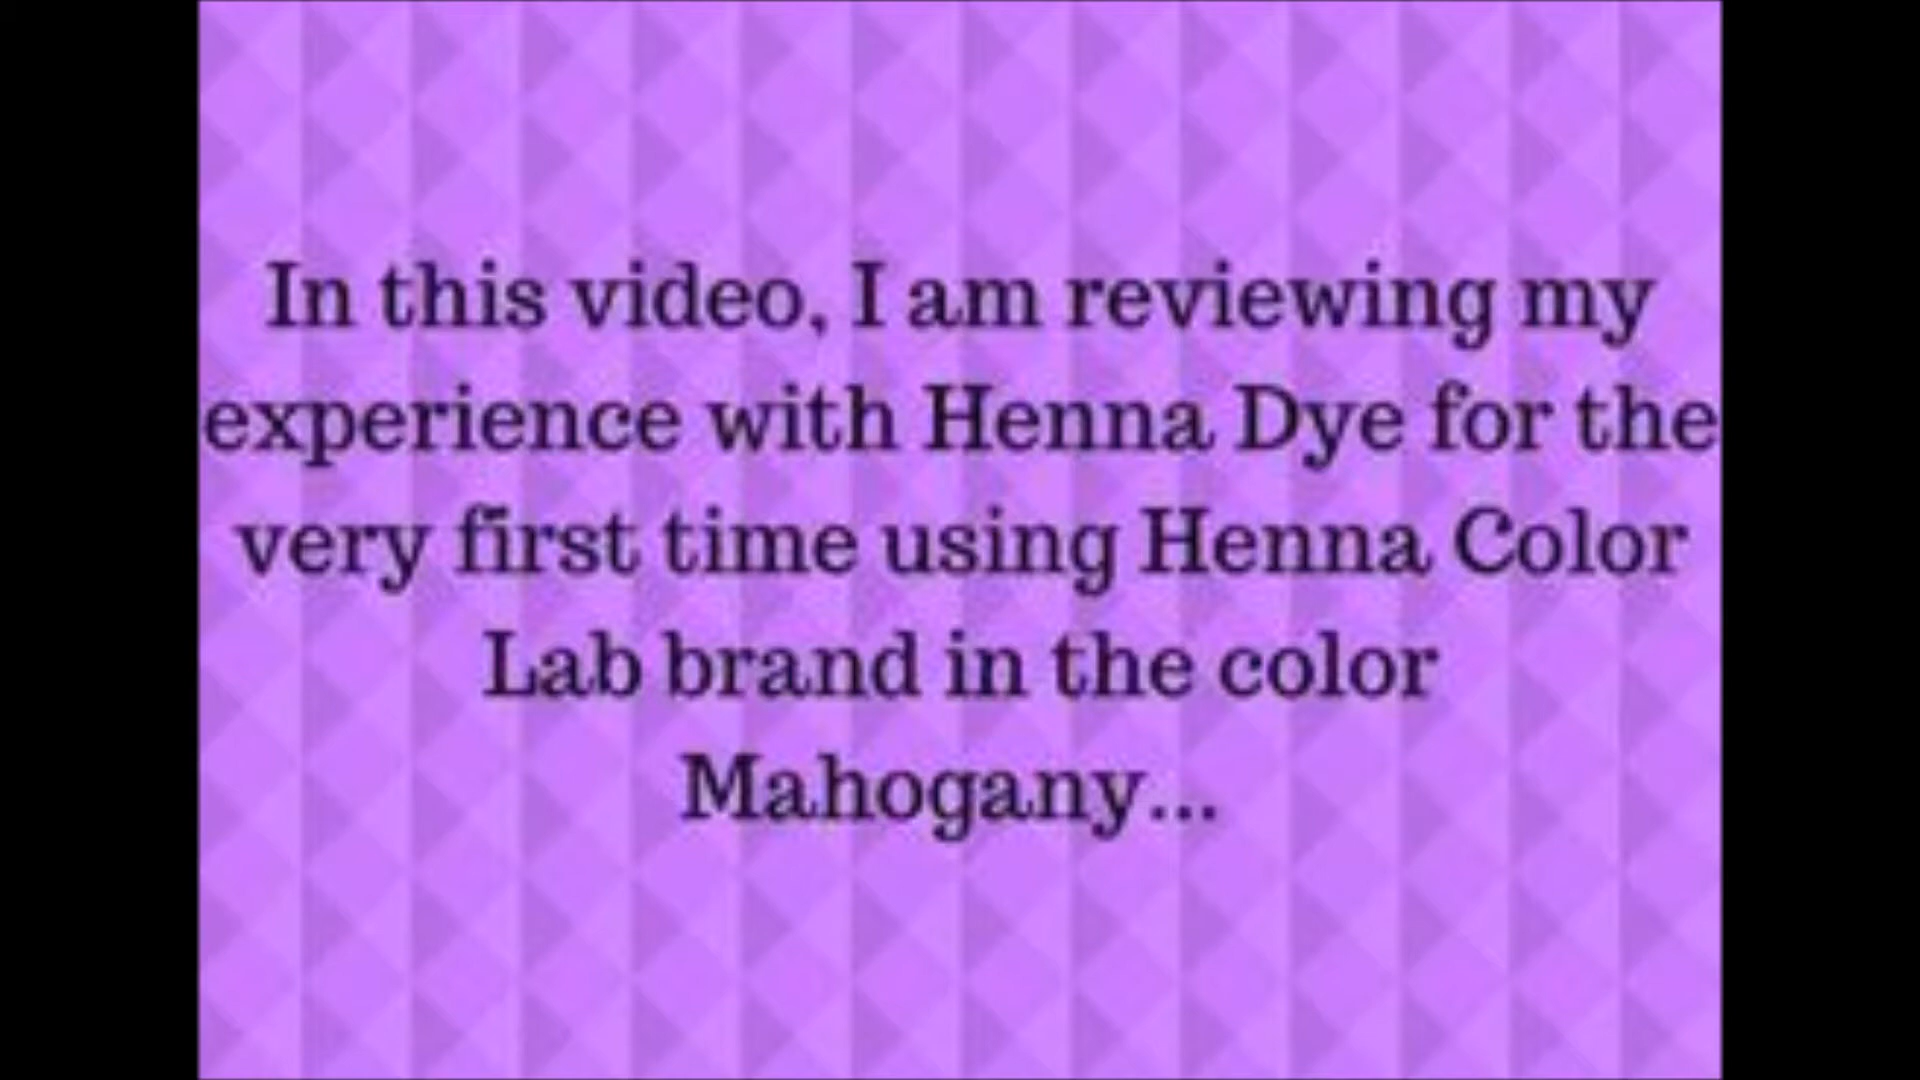 In this video, I am reviewing my
experience with Henna Dye for the
very first time using Henna Color
Lab brand in the color
Mahogany...